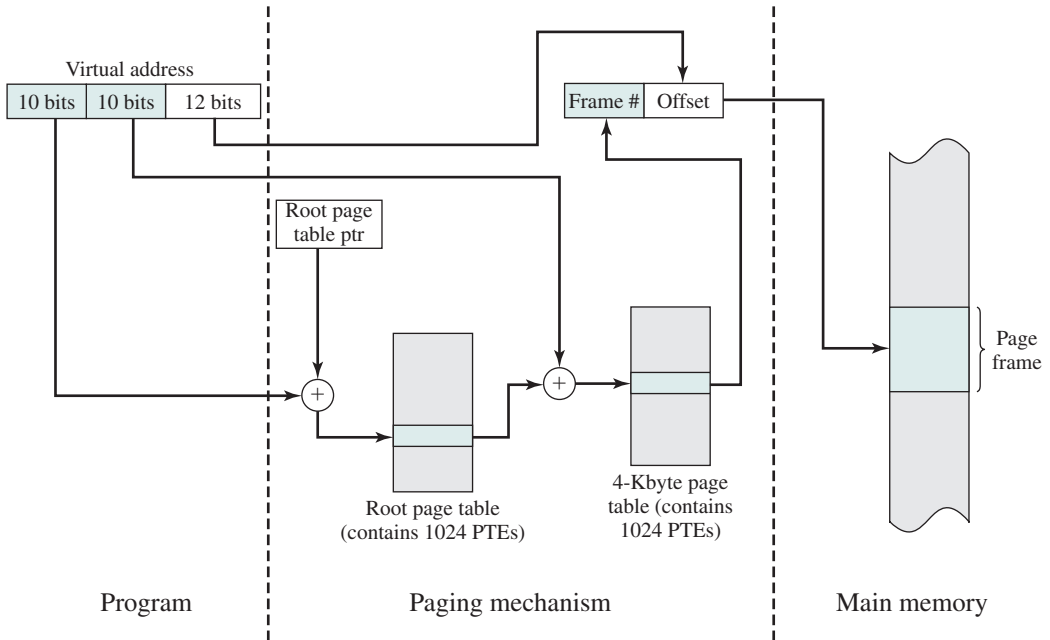 Virtual address
10 bits
10 bits
12 bits
Frame #
Offset
Root page
table ptr
+
+
Page
frame
Root page table
(contains 1024 PTEs)
4-Kbyte page
table (contains
1024 PTEs)
Program
Paging mechanism
Main memory